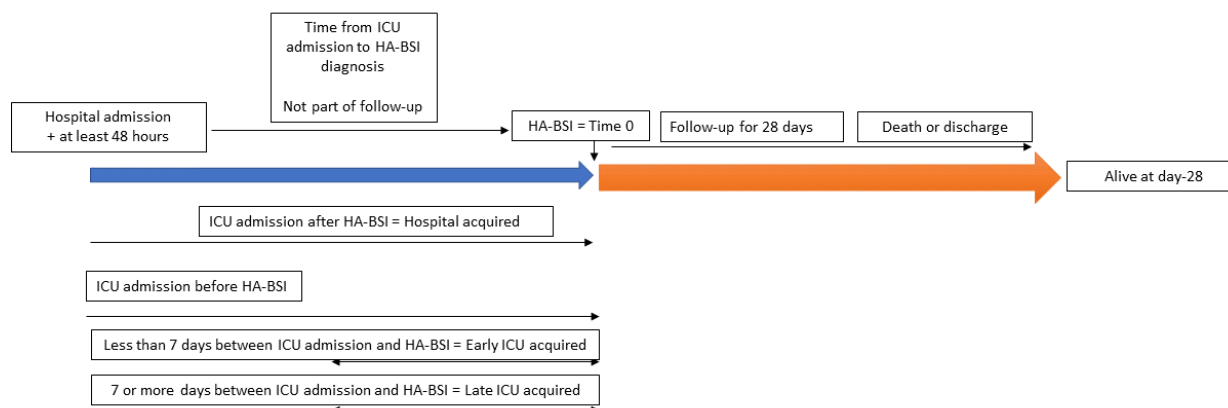 Time from ICU
admission to HA-BSI
diagnosis
Not part of follow-up
Hospital admission
+ at least 48 hours
HA-BSI = Time 0
Follow-up for 28 days
Death or discharge
Alive at day-28
ICU admission after HA-BSI = Hospital acquired
ICU admission before HA-BSI
Less than 7 days between ICU admission and HA-BSI = Early ICU acquired
7 or more days between ICU admission and HA-BSI = Late ICU acquired